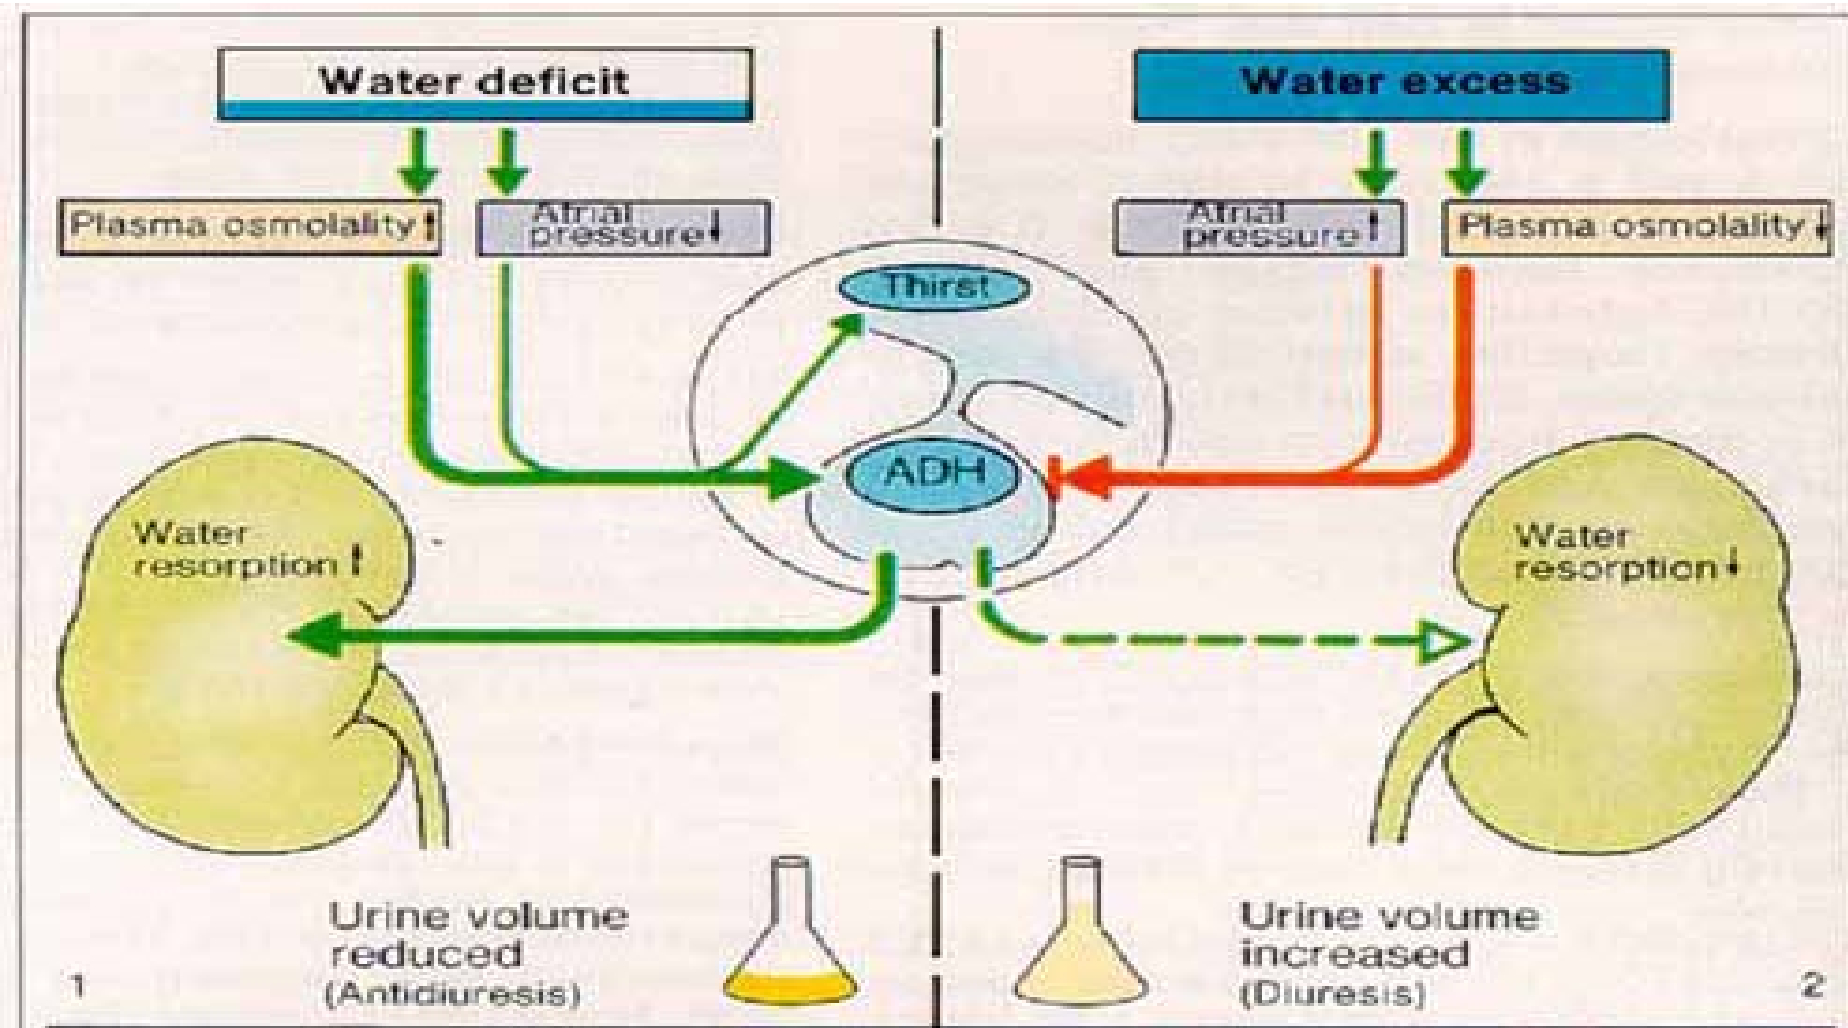 Water deficit
Plasma osmolality ↑
Atrial
pressure ↓
Water excess
Atrial
pressure ↑
Plasma osmolality ↓
Thirst
ADH
Water
resorption ↑
Water
resorption ↓
Urine volume
reduced
(Antidiuresis)
1
Urine volume
increased
(Diuresis)
2